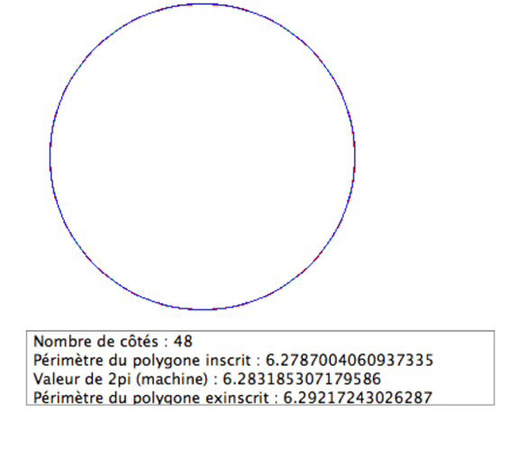 Nombre de côtés : 48
Périmètre du polygone inscrit : 6.2787004060937335
Valeur de 2pi (machine) : 6.283185307179586
Périmètre du polygone exinscrit : 6.29217243026287